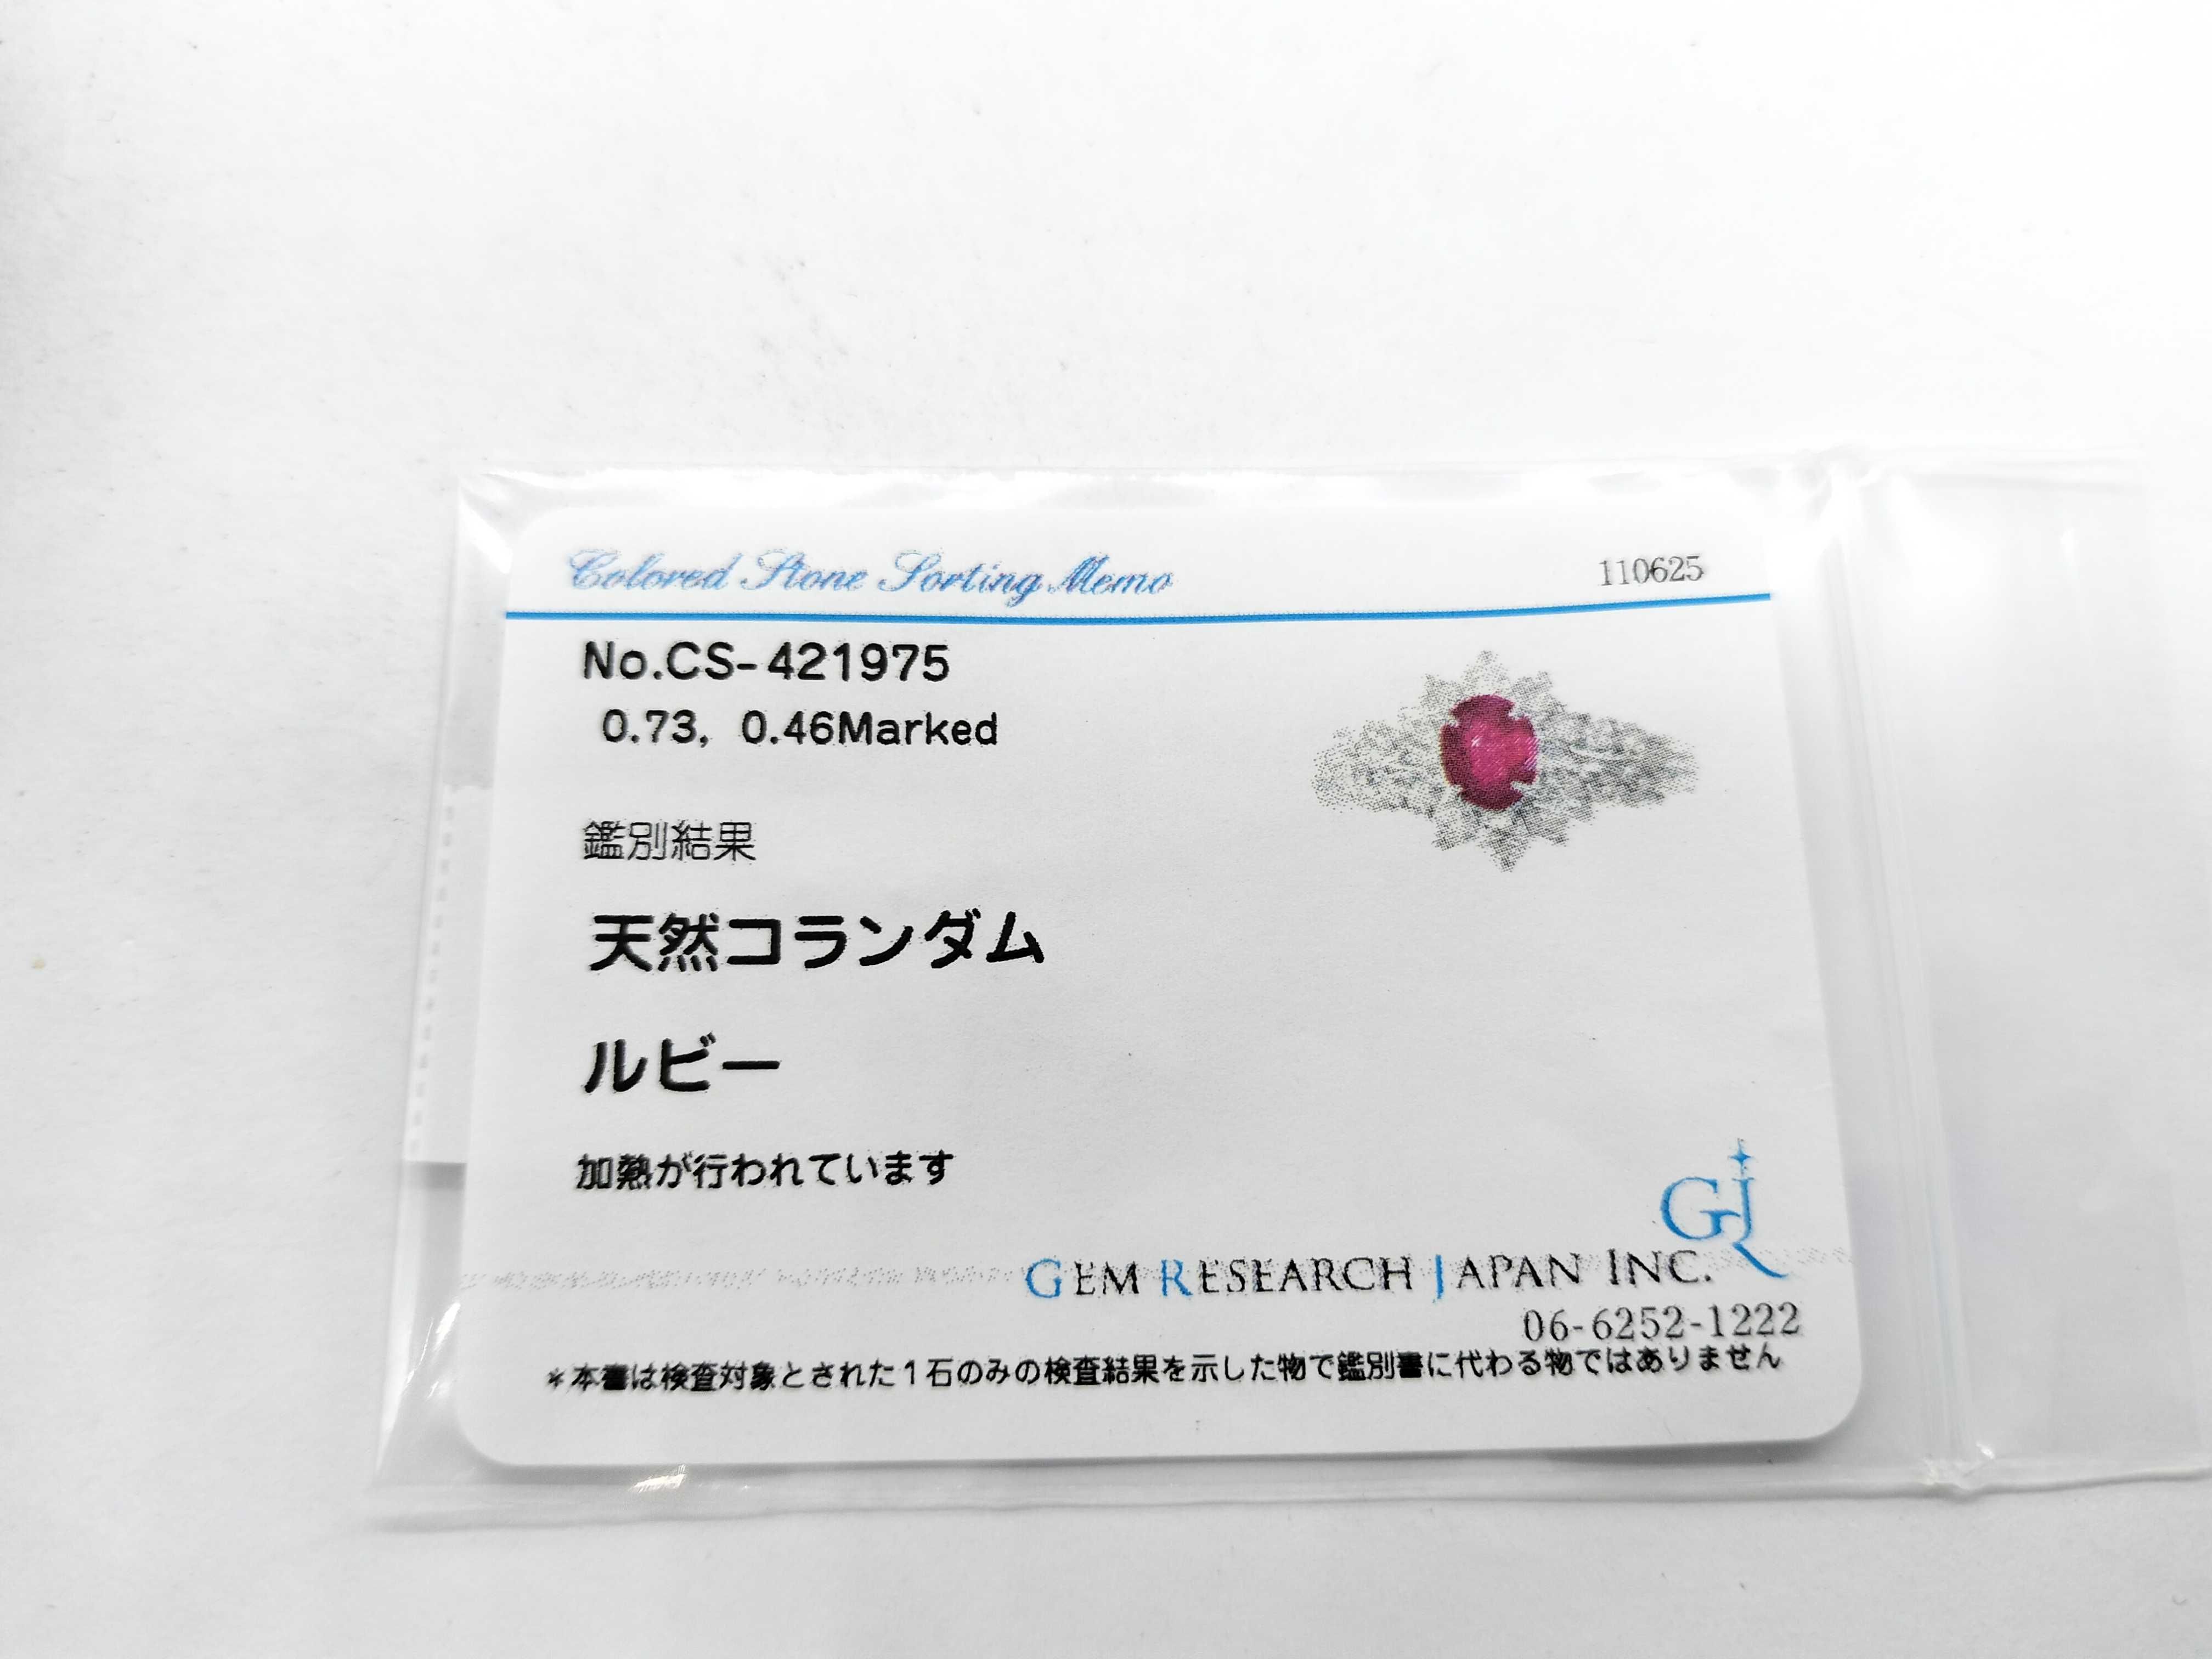 Colored Stone Sorting Memo
110625
No.CS-421975
0.73, 0.46Marked
鑑別結果
天然コランダム
ルビー
加熱が行われています
GRJ
GEM RESEARCH JAPAN INC.
06-6252-1222
*本書は検査対象とされた1石のみの検査結果を示した物で鑑別書に代わる物ではありません